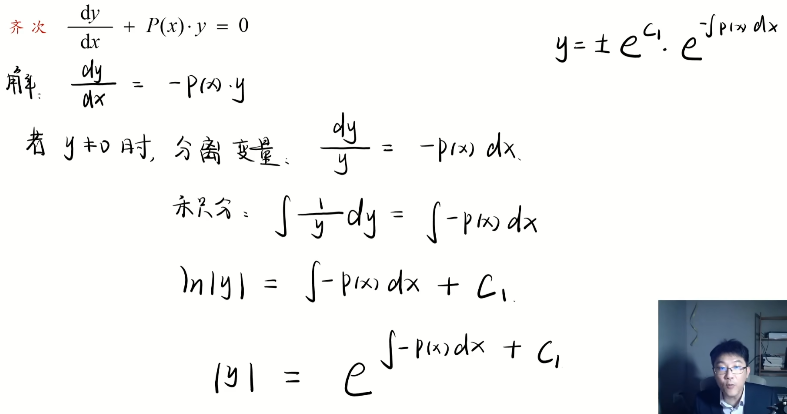 齐次 dy/dx + P(x)·y = 0
y = ± e^{C₁} · e^{-∫P(x)dx}
解: dy/dx = -P(x)·y
若 y≠0时, 分离变量: dy/y = -P(x) dx.
积分: ∫ 1/y dy = ∫-P(x) dx
ln|y| = ∫-P(x) dx + C₁.
|y| = e^{∫-P(x)dx + C₁}